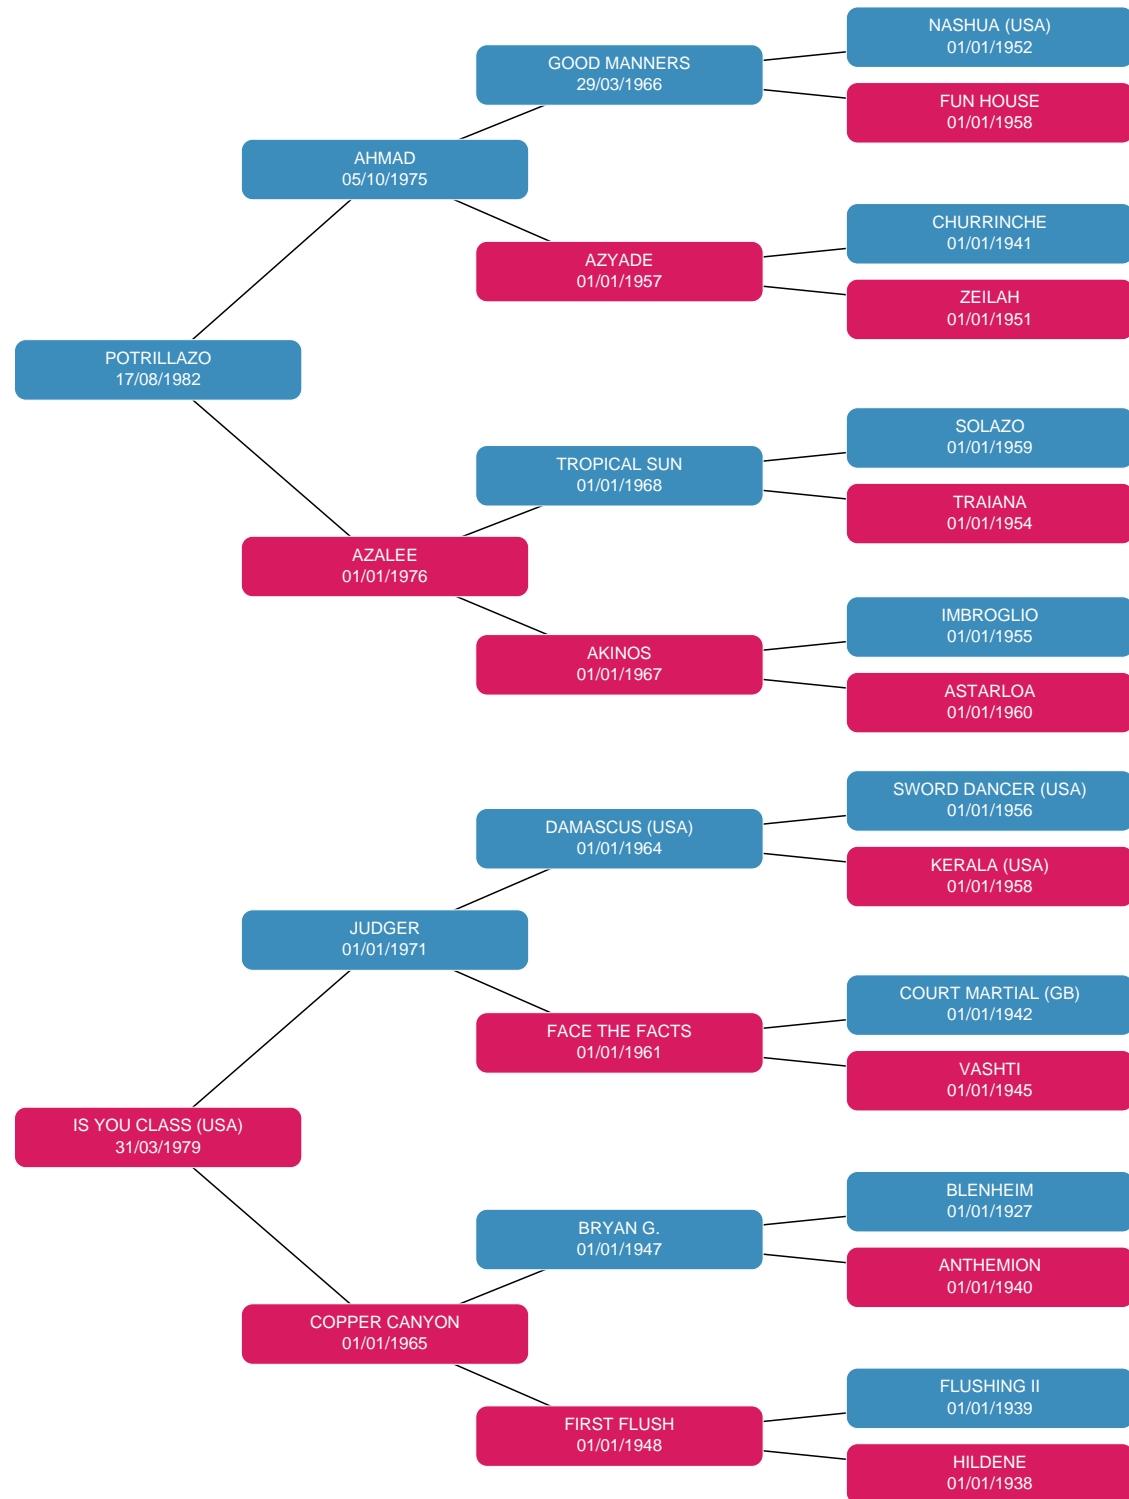 NASHUA (USA)
01/01/1952
GOOD MANNERS
29/03/1966
FUN HOUSE
01/01/1958
AHMAD
05/10/1975
CHURRINCHE
01/01/1941
AZYADE
01/01/1957
ZEILAH
01/01/1951
POTRILLAZO
17/08/1982
SOLAZO
01/01/1959
TROPICAL SUN
01/01/1968
TRAIANA
01/01/1954
AZALEE
01/01/1976
IMBROGLIO
01/01/1955
AKINOS
01/01/1967
ASTARLOA
01/01/1960
SWORD DANCER (USA)
01/01/1956
DAMASCUS (USA)
01/01/1964
KERALA (USA)
01/01/1958
JUDGER
01/01/1971
COURT MARTIAL (GB)
01/01/1942
FACE THE FACTS
01/01/1961
VASHTI
01/01/1945
IS YOU CLASS (USA)
31/03/1979
BLENHEIM
01/01/1927
BRYAN G.
01/01/1947
ANTHEMION
01/01/1940
COPPER CANYON
01/01/1965
FLUSHING II
01/01/1939
FIRST FLUSH
01/01/1948
HILDENE
01/01/1938